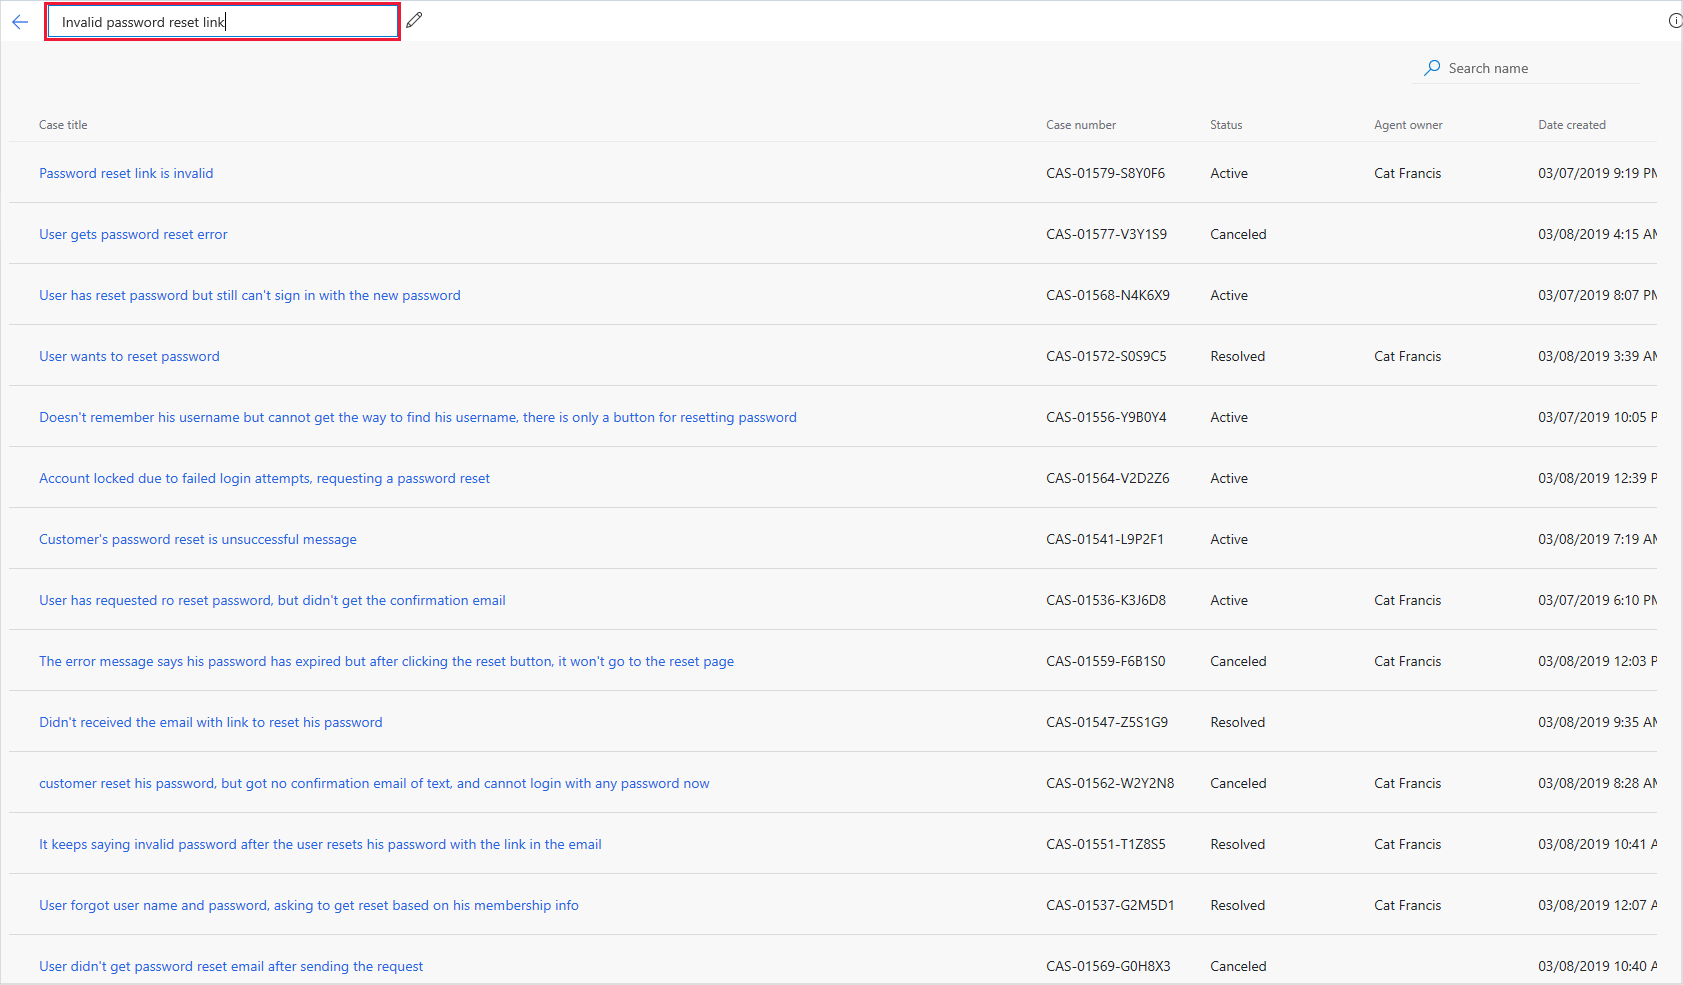 Invalid password reset link
Search name
Case title Case number Status Agent owner Date created
Password reset link is invalid CAS-01579-S8Y0F6 Active Cat Francis 03/07/2019 9:19 PM
User gets password reset error CAS-01577-V3Y1S9 Canceled 03/08/2019 4:15 AM
User has reset password but still can't sign in with the new password CAS-01568-N4K6X9 Active 03/07/2019 8:07 PM
User wants to reset password CAS-01572-S0S9C5 Resolved Cat Francis 03/08/2019 3:39 AM
Doesn't remember his username but cannot get the way to find his username, there is only a button for resetting password CAS-01556-Y9B0Y4 Active 03/07/2019 10:05 P
Account locked due to failed login attempts, requesting a password reset CAS-01564-V2D2Z6 Active 03/08/2019 12:39 P
Customer's password reset is unsuccessful message CAS-01541-L9P2F1 Active 03/08/2019 7:19 AM
User has requested ro reset password, but didn't get the confirmation email CAS-01536-K3J6D8 Active Cat Francis 03/07/2019 6:10 PM
The error message says his password has expired but after clicking the reset button, it won't go to the reset page CAS-01559-F6B1S0 Canceled Cat Francis 03/08/2019 12:03 P
Didn't received the email with link to reset his password CAS-01547-Z5S1G9 Resolved 03/08/2019 9:35 AM
customer reset his password, but got no confirmation email of text, and cannot login with any password now CAS-01562-W2Y2N8 Canceled Cat Francis 03/08/2019 8:28 AM
It keeps saying invalid password after the user resets his password with the link in the email CAS-01551-T1Z8S5 Resolved Cat Francis 03/08/2019 10:41 A
User forgot user name and password, asking to get reset based on his membership info CAS-01537-G2M5D1 Resolved Cat Francis 03/08/2019 12:07 A
User didn't get password reset email after sending the request CAS-01569-G0H8X3 Canceled 03/08/2019 10:40 A